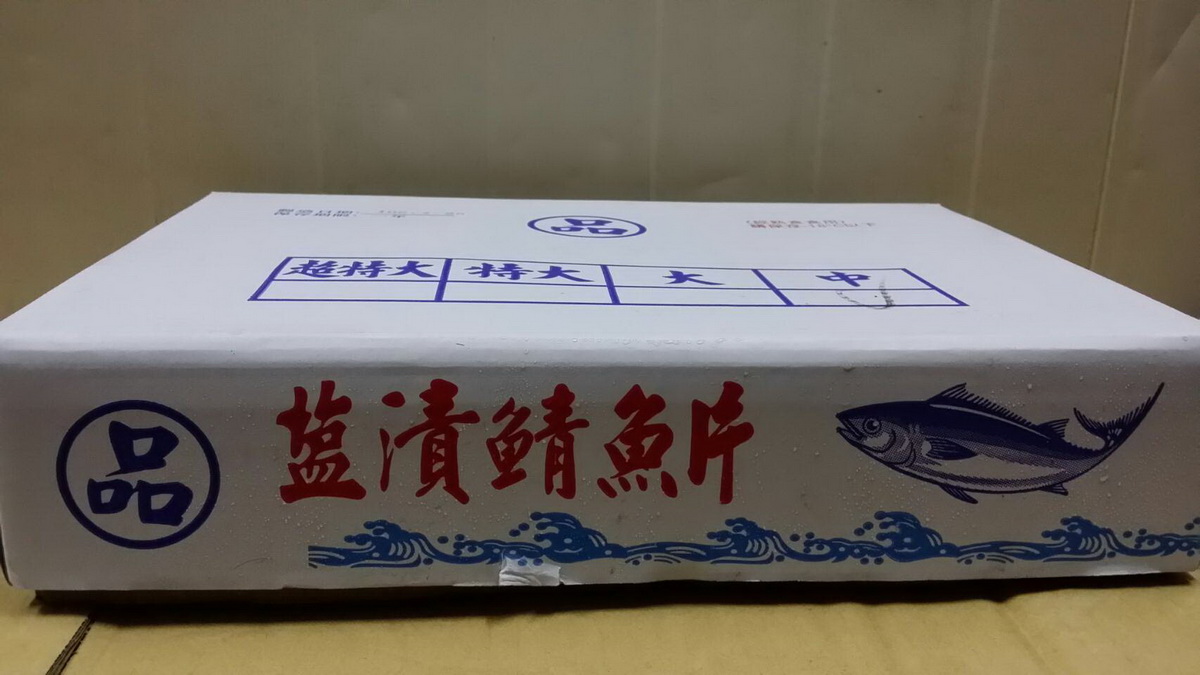 品
超特大 特大 大 中
品
塩漬鯖魚片